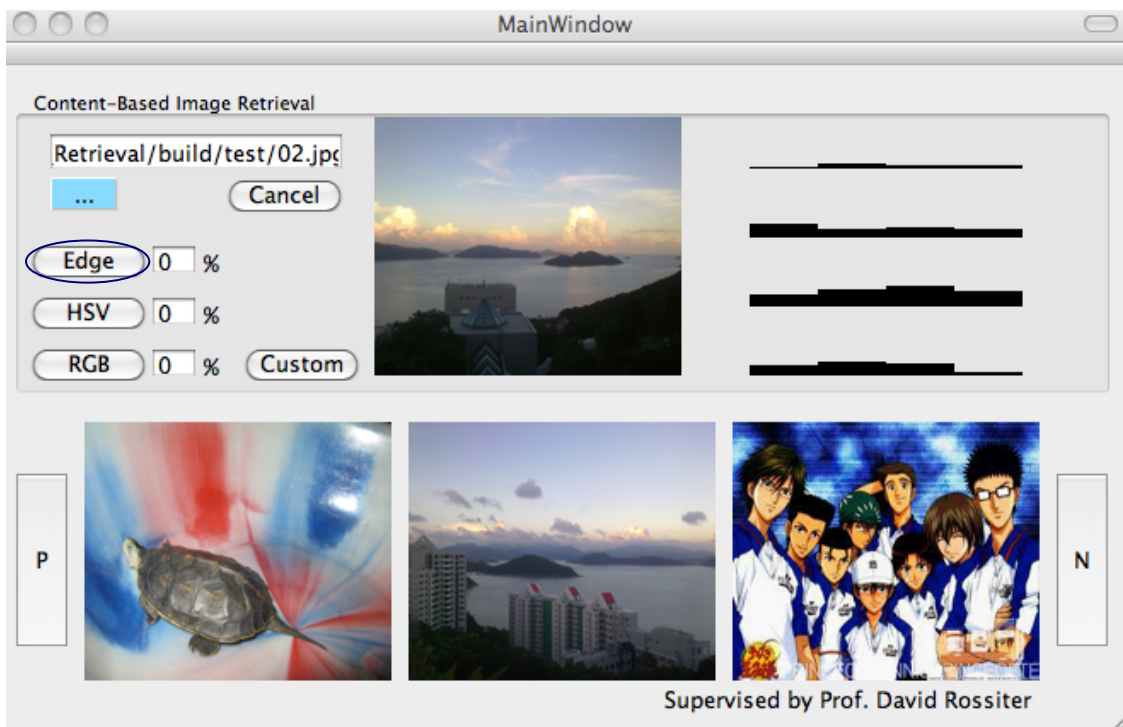 MainWindow
Content-Based Image Retrieval
Retrieval/build/test/02.jpg
...
Cancel
Edge 0 %
HSV 0 %
RGB 0 % Custom
P
N
Supervised by Prof. David Rossiter